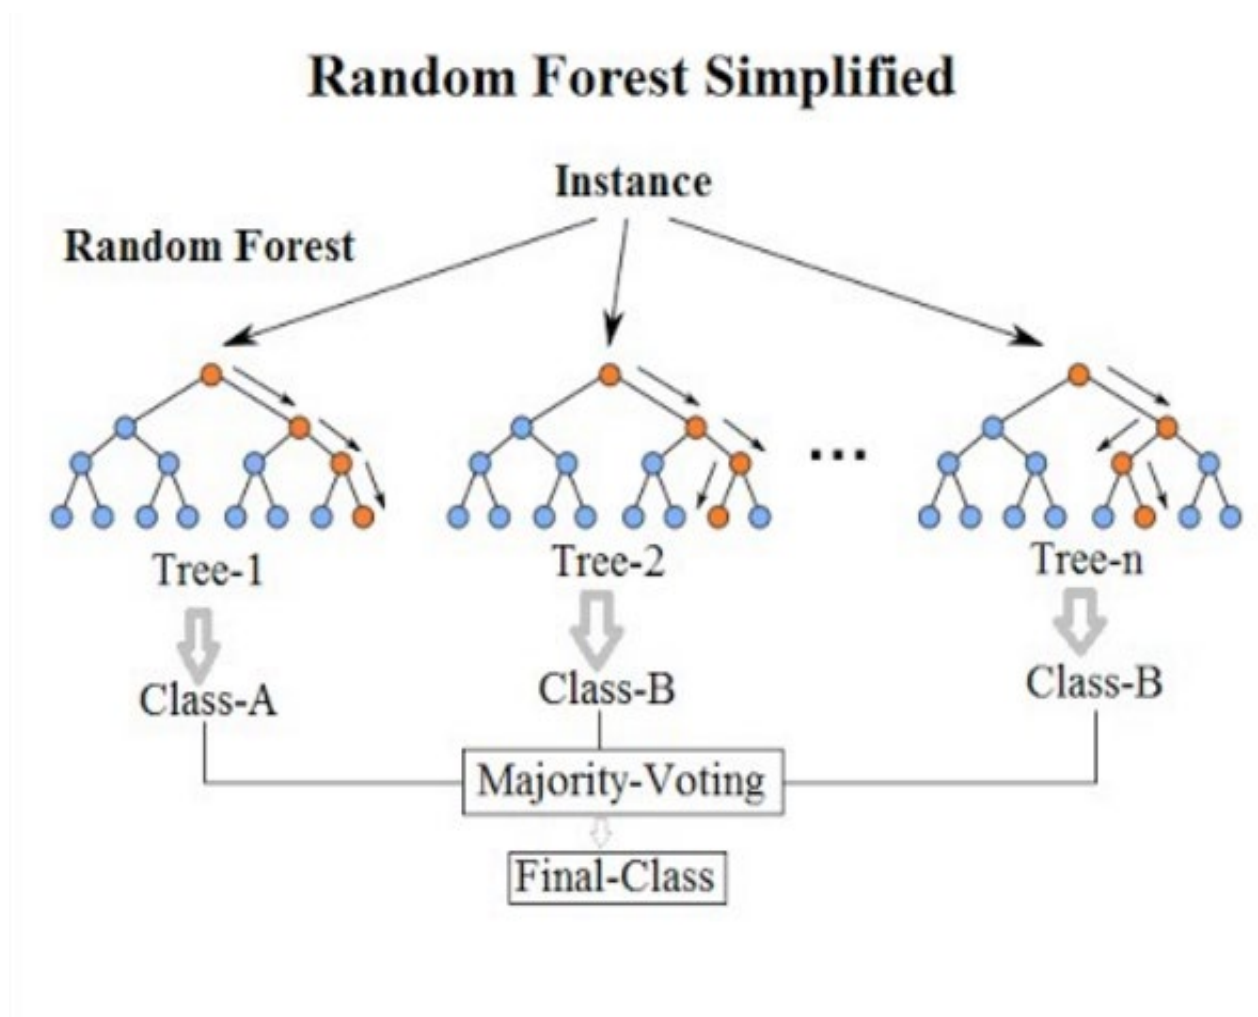 Random Forest Simplified
Instance
Random Forest
...
Tree-1
Tree-2
Tree-n
Class-A
Class-B
Class-B
Majority-Voting
Final-Class